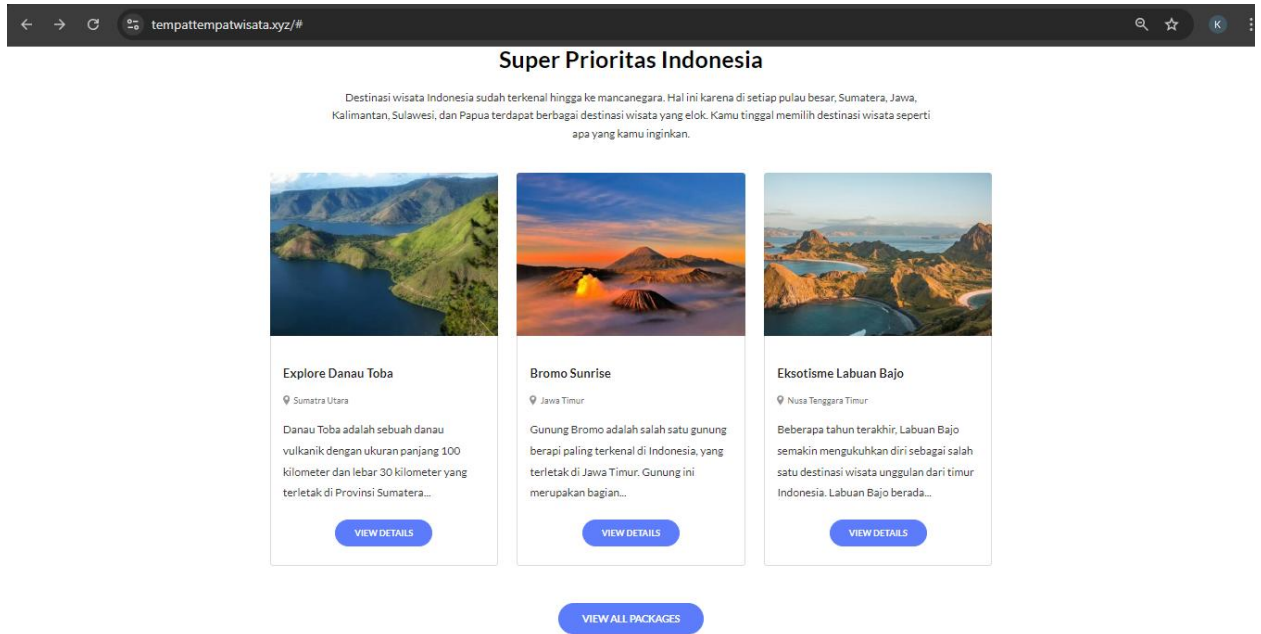 tempattempatwisata.xyz/#
K
Super Prioritas Indonesia
Destinasi wisata Indonesia sudah terkenal hingga ke mancanegara. Hal ini karena di setiap pulau besar, Sumatera, Jawa,
Kalimantan, Sulawesi, dan Papua terdapat berbagai destinasi wisata yang elok. Kamu tinggal memilih destinasi wisata seperti
apa yang kamu inginkan.
Explore Danau Toba
Sumatra Utara
Danau Toba adalah sebuah danau
vulkanik dengan ukuran panjang 100
kilometer dan lebar 30 kilometer yang
terletak di Provinsi Sumatera...
VIEW DETAILS
Bromo Sunrise
Jawa Timur
Gunung Bromo adalah salah satu gunung
berapi paling terkenal di Indonesia, yang
terletak di Jawa Timur. Gunung ini
merupakan bagian...
VIEW DETAILS
Eksotisme Labuan Bajo
Nusa Tenggara Timur
Beberapa tahun terakhir, Labuan Bajo
semakin mengukuhkan diri sebagai salah
satu destinasi wisata unggulan dari timur
Indonesia. Labuan Bajo berada...
VIEW DETAILS
VIEW ALL PACKAGES